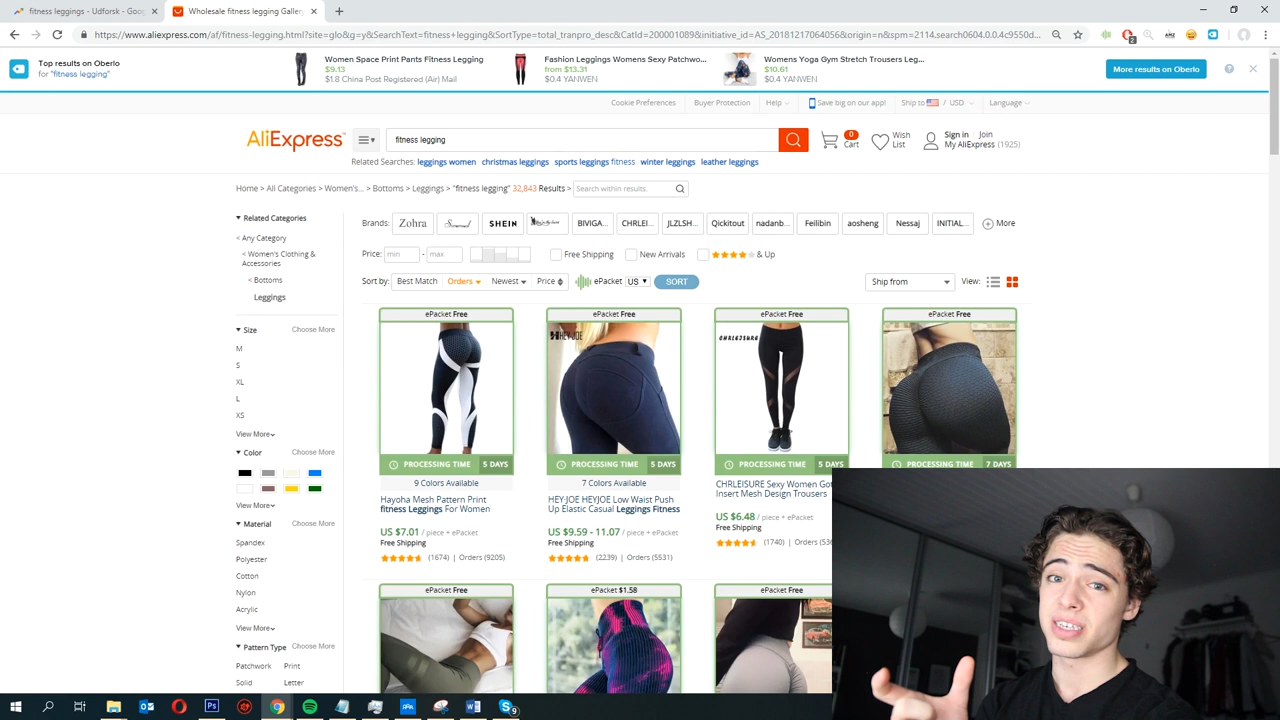 fitness leggings - Udforsk - Goo
Wholesale fitness legging Gallery
https://www.aliexpress.com/af/fitness-legging.html?site=glo&g=y&SearchText=fitness+legging&SortType=total_tranpro_desc&CatId=200001089&initiative_id=AS_20181217064056&origin=n&spm=2114.search0604.0.0.4c9550d...
2
Top results on Oberlo
for "fitness legging"
Women Space Print Pants Fitness Legging
$9.13
$1.8 China Post Registered (Air) Mail
Fashion Leggings Womens Sexy Patchwo...
from $13.31
$0.4 YANWEN
Womens Yoga Gym Stretch Trousers Leg...
$10.61
$0.4 YANWEN
More results on Oberlo
Cookie Preferences
Buyer Protection
Help
Save big on our app!
Ship to / USD
Language
AliExpress
fitness legging
0
Cart
Wish
List
Sign in Join
My AliExpress (1925)
Related Searches: leggings women christmas leggings sports leggings fitness winter leggings leather leggings
Home > All Categories > Women's... > Bottoms > Leggings > "fitness legging" 32,843 Results >
Search within results.
Related Categories
< Any Category
< Women's Clothing &
Accessories
< Bottoms
Leggings
Size Choose More
M
S
XL
L
XS
View More
Color Choose More
View More
Material Choose More
Spandex
Polyester
Cotton
Nylon
Acrylic
View More
Pattern Type Choose More
Patchwork Print
Solid Letter
Brands: Zohra SHEIN BIVIGA... CHRLEI... JLZLSH... Qickitout nadanb... Feilibin aosheng Nessaj INITIAL... More
Price: min - max Free Shipping New Arrivals & Up
Sort by: Best Match Orders Newest Price ePacket US SORT
Ship from View:
ePacket Free
PROCESSING TIME 5 DAYS
9 Colors Available
Hayoha Mesh Pattern Print
fitness Leggings For Women
US $7.01 / piece + ePacket
Free Shipping
(1674) | Orders (9205)
ePacket Free
HEY JOE
PROCESSING TIME 5 DAYS
7 Colors Available
HEY-JOE HEYJOE Low Waist Push
Up Elastic Casual Leggings Fitness
US $9.59 - 11.07 / piece + ePacket
Free Shipping
(2239) | Orders (5531)
ePacket Free
CHRLEISURE
PROCESSING TIME 5 DAYS
CHRLEISURE Sexy Women Got
Insert Mesh Design Trousers
US $6.48 / piece + ePacket
Free Shipping
(1740) | Orders (536
ePacket Free
PROCESSING TIME 7 DAYS
ePacket Free
ePacket $1.58
ePacket Free
9